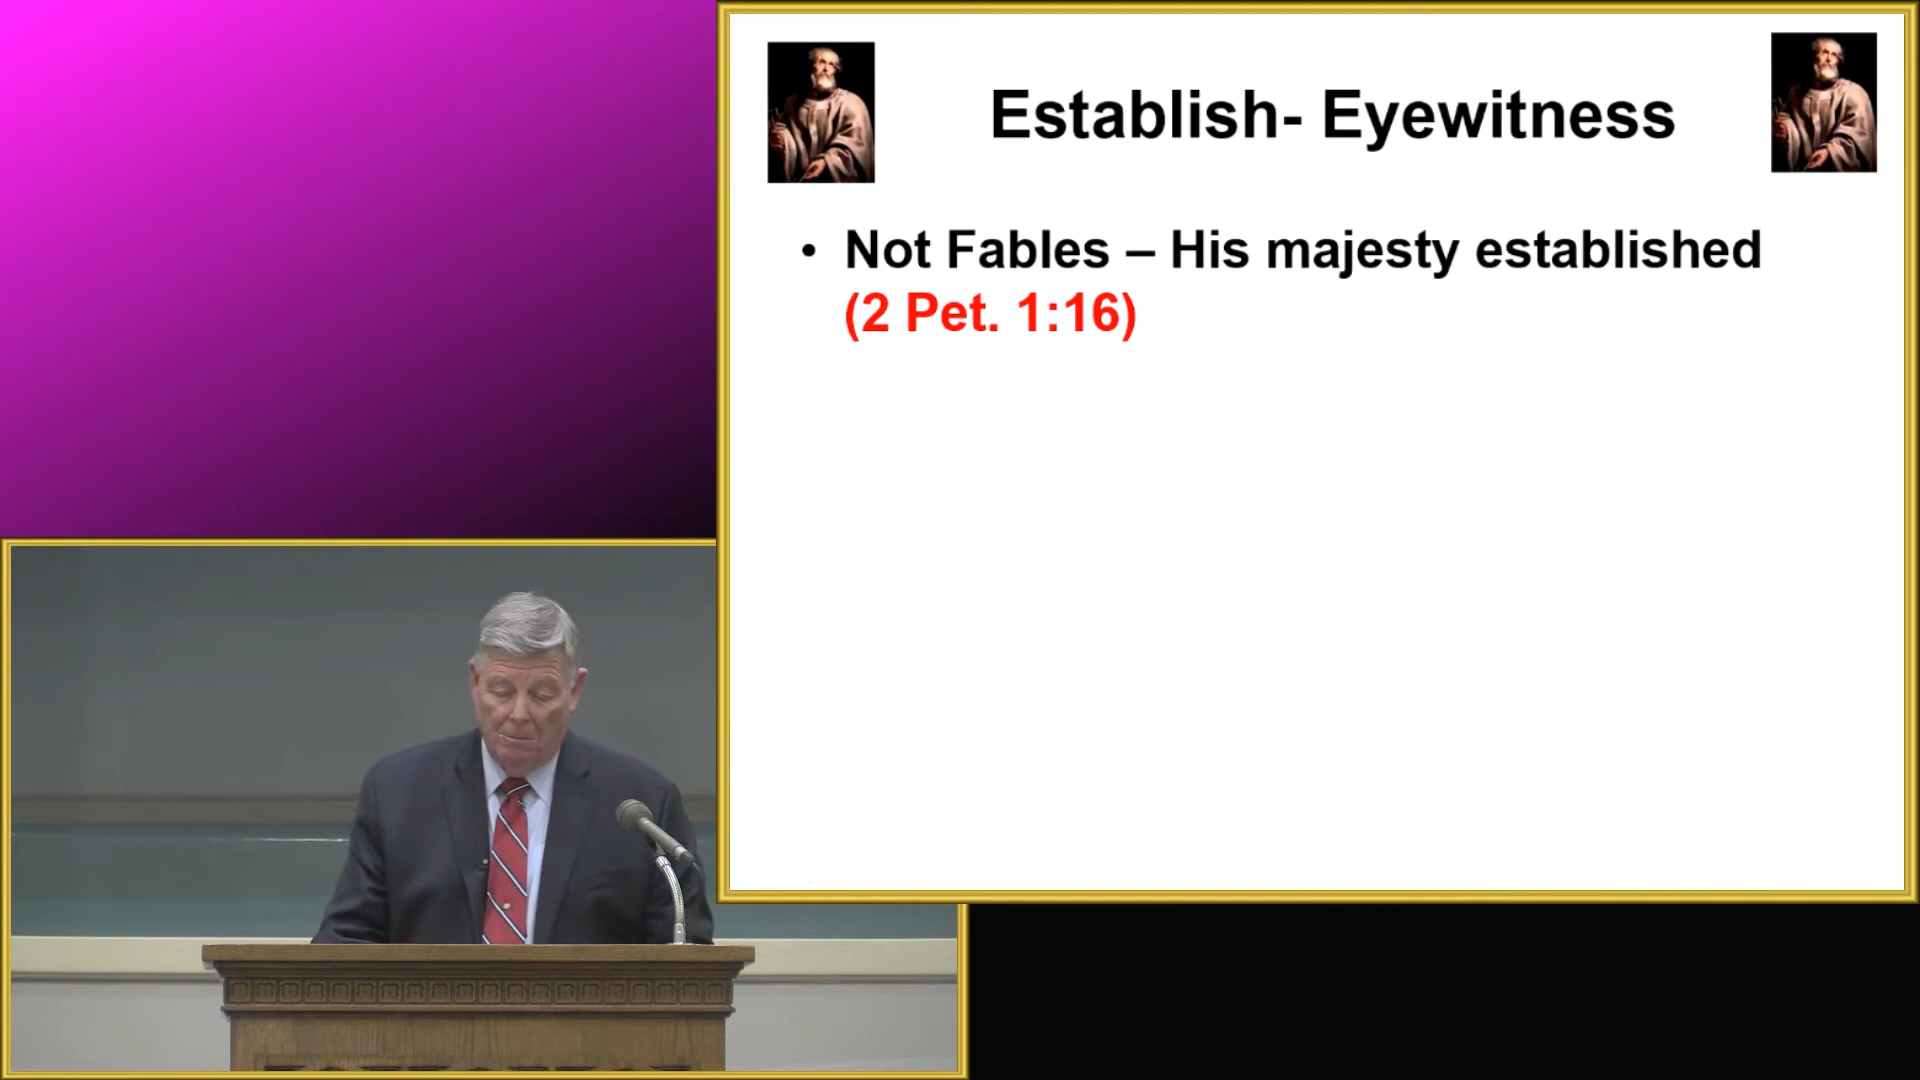 Establish- Eyewitness
• Not Fables – His majesty established
(2 Pet. 1:16)